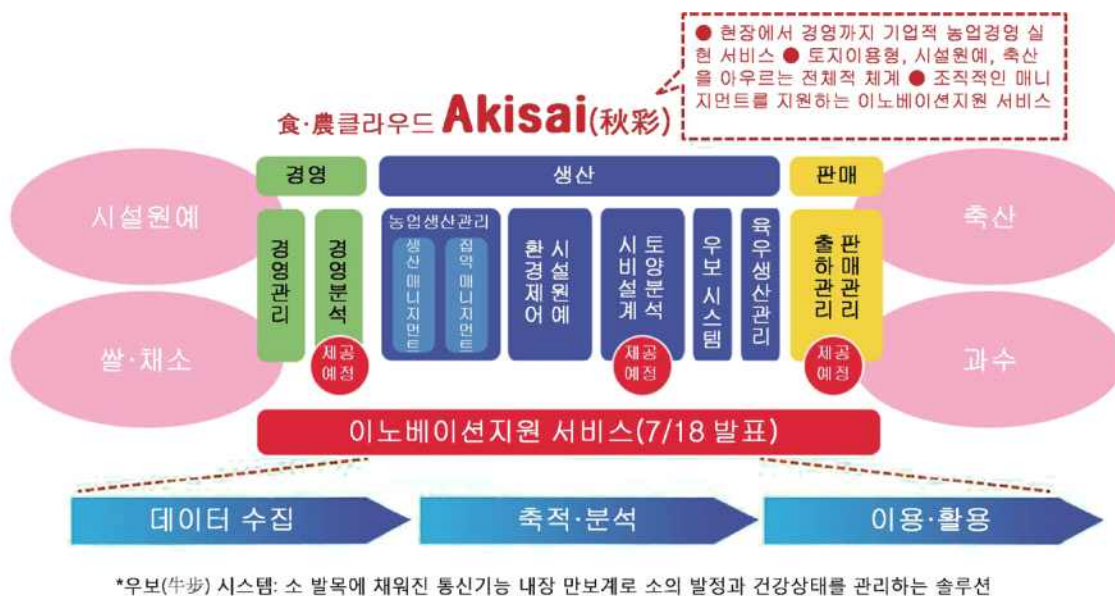 ● 현장에서 경영까지 기업적 농업경영 실
현 서비스 ● 토지이용형, 시설원예, 축산
을 아우르는 전체적 체계 ● 조직적인 매니
지먼트를 지원하는 이노베이션지원 서비스
食·農클라우드 Akisai(秋彩)
시설원예
쌀·채소
경영
경영관리
경영분석
제공
예정
생산
농업생산관리
생산 매니지먼트
집약 매니지먼트
시설원예
환경제어
토양분석
시비설계
제공
예정
우보 시스템
육우생산관리
판매
판매관리
출하관리
제공
예정
축산
과수
이노베이션지원 서비스(7/18 발표)
데이터 수집
축적·분석
이용·활용
*우보(牛步) 시스템: 소 발목에 채워진 통신기능 내장 만보계로 소의 발정과 건강상태를 관리하는 솔루션